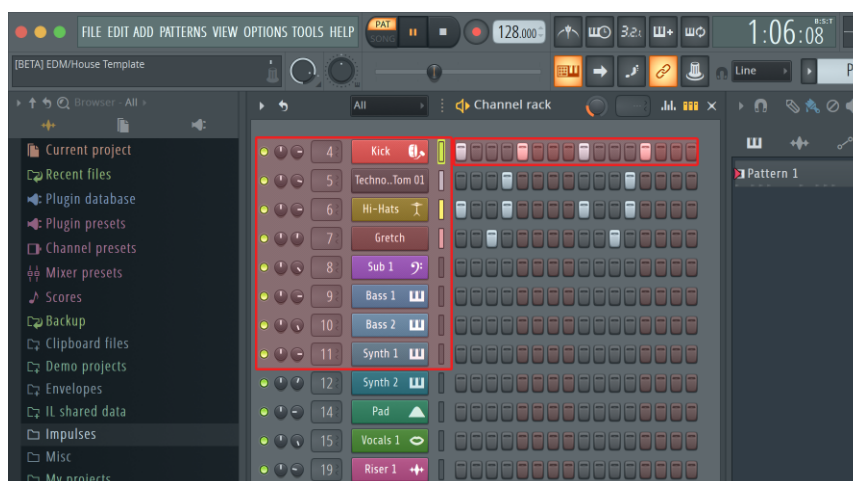 FILE EDIT ADD PATTERNS VIEW OPTIONS TOOLS HELP
PAT
SONG
128.000
3.2.
B:S:T
1:06:08
[BETA] EDM/House Template
Line
P
Browser - All
All
Channel rack
Current project
Recent files
Plugin database
Plugin presets
Channel presets
Mixer presets
Scores
Backup
Clipboard files
Demo projects
Envelopes
IL shared data
Impulses
Misc
My projects
4 Kick
5 Techno..Tom 01
6 Hi-Hats
7 Gretch
8 Sub 1
9 Bass 1
10 Bass 2
11 Synth 1
12 Synth 2
14 Pad
15 Vocals 1
19 Riser 1
Pattern 1